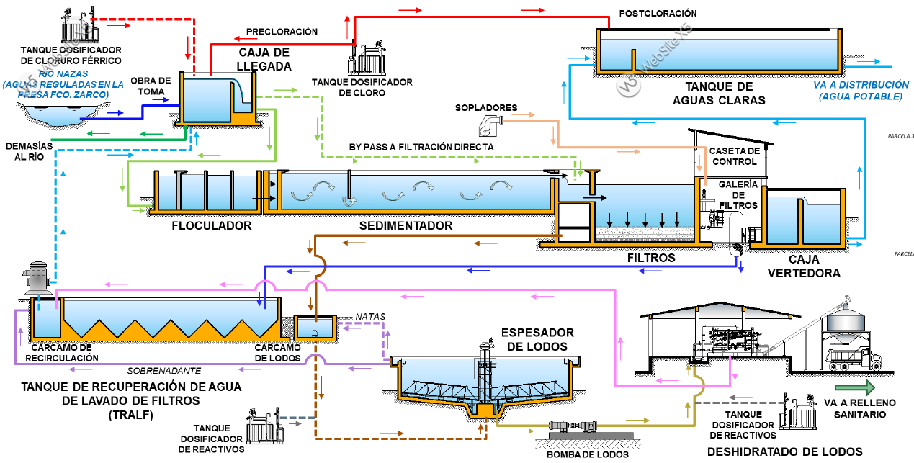 POSTCLORACIÓN
PRECLORACIÓN
TANQUE DOSIFICADOR
DE CLORURO FÉRRICO
CAJA DE
LLEGADA
RÍO NAZAS
(AGUAS REGULADAS EN LA
PRESA FCO. ZARCO)
OBRA DE
TOMA
TANQUE DOSIFICADOR
DE CLORO
TANQUE DE
AGUAS CLARAS
VA A DISTRIBUCIÓN
(AGUA POTABLE)
SOPLADORES
DEMASÍAS
AL RÍO
BY PASS A FILTRACIÓN DIRECTA
CASETA DE
CONTROL
GALERÍA
DE
FILTROS
FLOCULADOR
SEDIMENTADOR
FILTROS
CAJA
VERTEDORA
NATAS
CÁRCAMO DE
RECIRCULACIÓN
CÁRCAMO
DE LODOS
ESPESADOR
DE LODOS
SOBRENADANTE
TANQUE DE RECUPERACIÓN DE AGUA
DE LAVADO DE FILTROS
(TRALF)
VA A RELLENO
SANITARIO
TANQUE
DOSIFICADOR
DE REACTIVOS
TANQUE
DOSIFICADOR
DE REACTIVOS
BOMBA DE LODOS
DESHIDRATADO DE LODOS
WebSite X5
WebSite X5